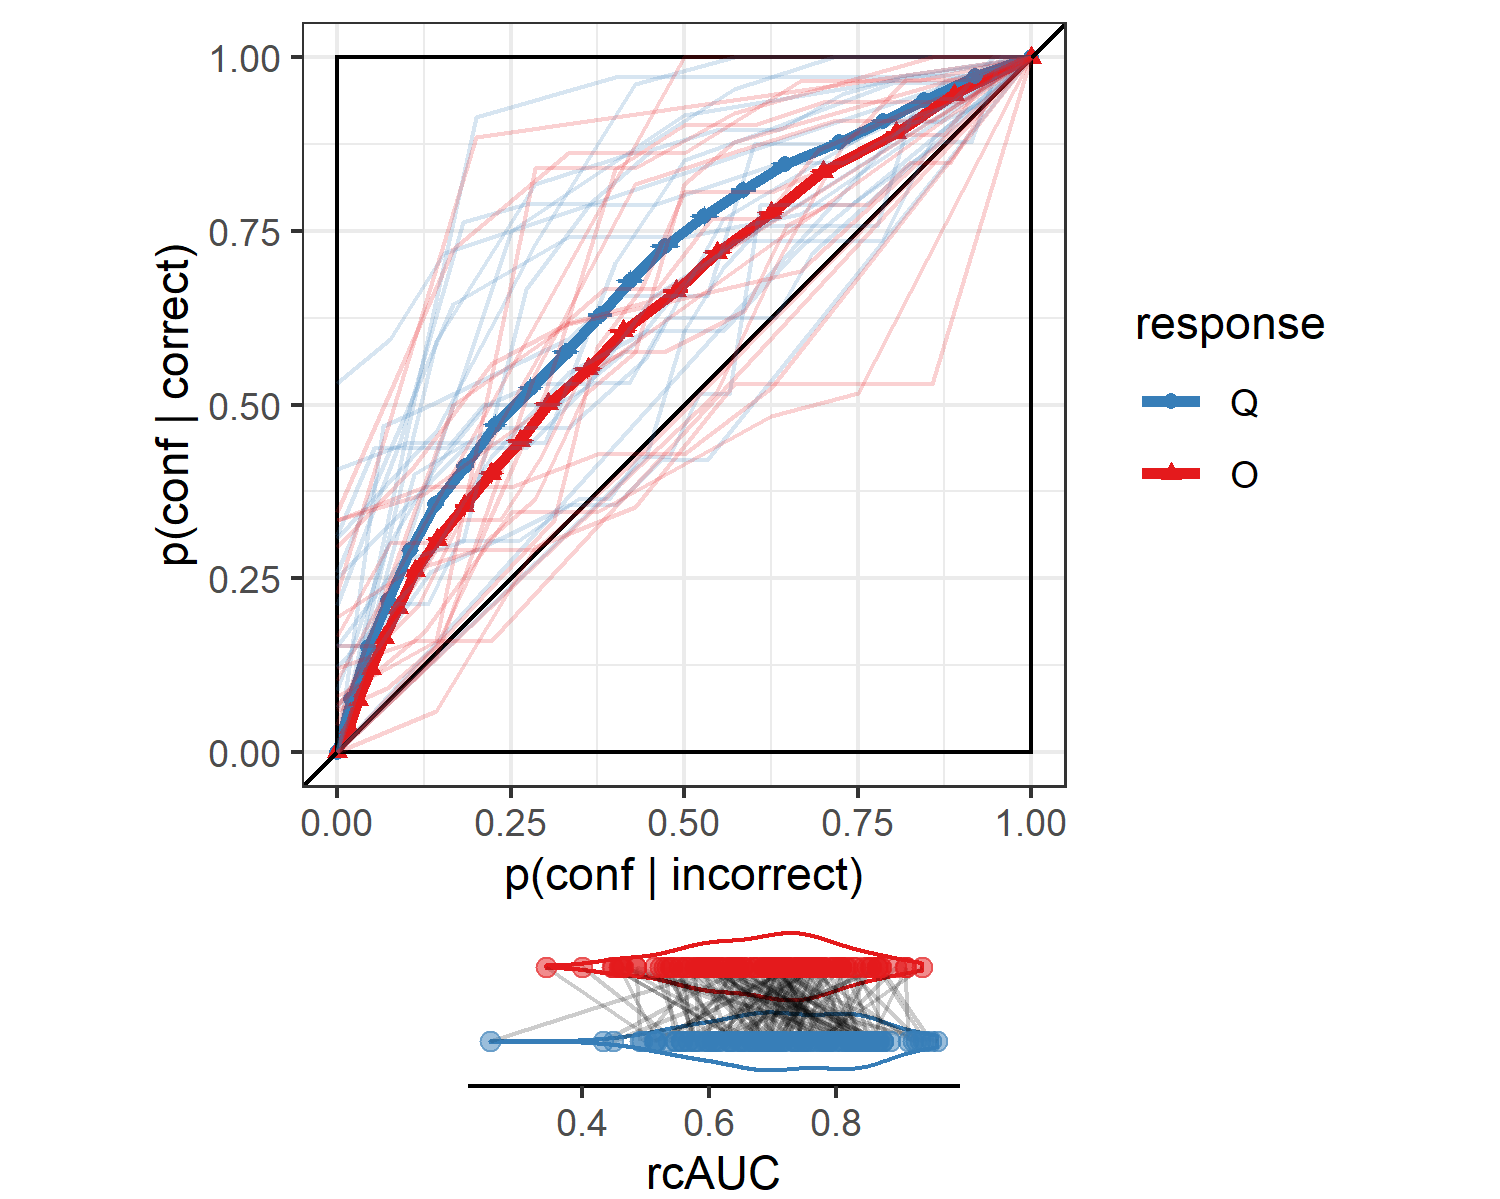 1.00
0.75
0.50
0.25
0.00
p(conf | correct)
0.00 0.25 0.50 0.75 1.00
p(conf | incorrect)
response
Q
O
0.4 0.6 0.8
rcAUC